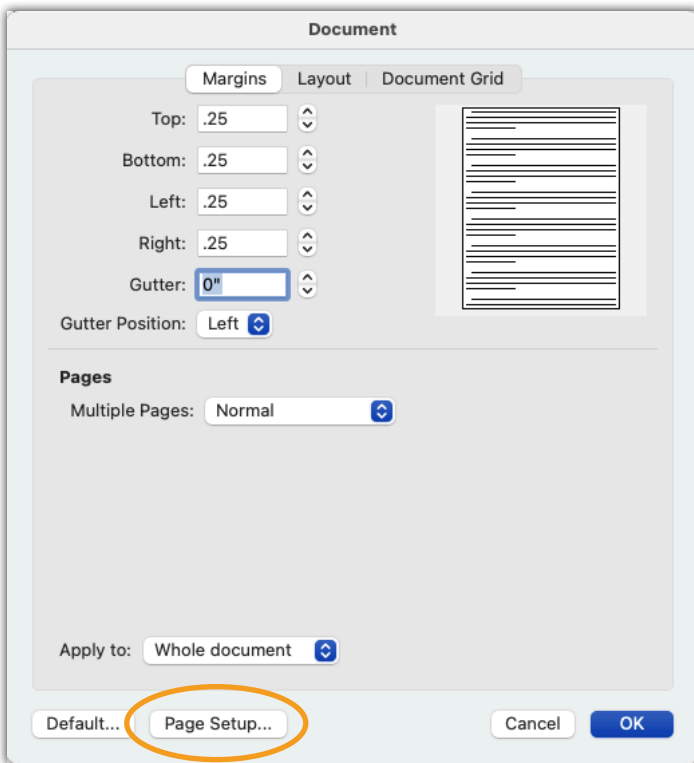 Document
Margins Layout Document Grid
Top: .25
Bottom: .25
Left: .25
Right: .25
Gutter: 0"
Gutter Position: Left
Pages
Multiple Pages: Normal
Apply to: Whole document
Default... Page Setup... Cancel OK